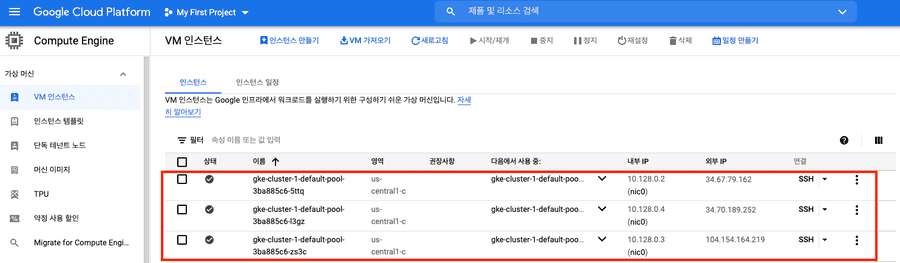 Google Cloud Platform My First Project 제품 및 리소스 검색
Compute Engine VM 인스턴스 인스턴스 만들기 VM 가져오기 새로고침 시작/재개 중지 정지 재설정 삭제 일정 만들기
가상 머신
VM 인스턴스
인스턴스 템플릿
단독 테넌트 노드
머신 이미지
TPU
약정 사용 할인
Migrate for Compute Engi...
인스턴스 인스턴스 일정
VM 인스턴스는 Google 인프라에서 워크로드를 실행하기 위한 구성하기 쉬운 가상 머신입니다. 자세
히 알아보기
필터 속성 이름 또는 값 입력
상태 이름 영역 권장사항 다음에서 사용 중: 내부 IP 외부 IP 연결
gke-cluster-1-default-pool- us- gke-cluster-1-default-poo... 10.128.0.2 34.67.79.162 SSH
3ba885c6-5ttq central1-c (nic0)
gke-cluster-1-default-pool- us- gke-cluster-1-default-poo... 10.128.0.4 34.70.189.252 SSH
3ba885c6-l3gz central1-c (nic0)
gke-cluster-1-default-pool- us- gke-cluster-1-default-poo... 10.128.0.3 104.154.164.219 SSH
3ba885c6-zs3c central1-c (nic0)